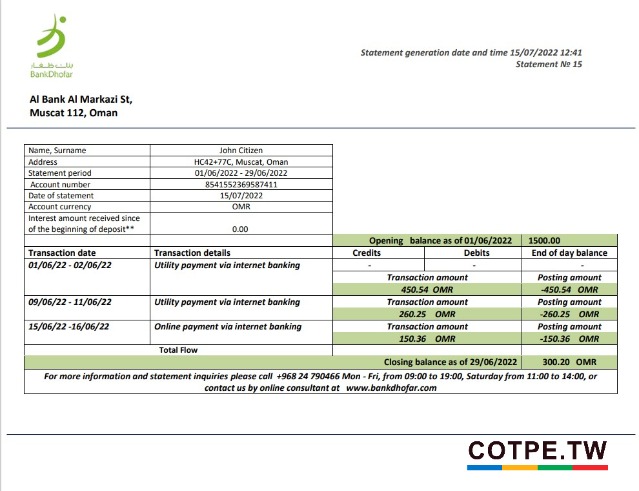 بنك ظفار
BankDhofar
Statement generation date and time 15/07/2022 12:41
Statement № 15
Al Bank Al Markazi St,
Muscat 112, Oman
Name, Surname John Citizen
Address HC42+77C, Muscat, Oman
Statement period 01/06/2022 - 29/06/2022
Account number 8541552369587411
Date of statement 15/07/2022
Account currency OMR
Interest amount received since
of the beginning of deposit** 0.00
Opening balance as of 01/06/2022 1500.00
Transaction date Transaction details Credits Debits End of day balance
01/06/22 - 02/06/22 Utility payment via internet banking - - -
Transaction amount Posting amount
450.54 OMR -450.54 OMR
09/06/22 - 11/06/22 Utility payment via internet banking Transaction amount Posting amount
260.25 OMR -260.25 OMR
15/06/22 -16/06/22 Online payment via internet banking Transaction amount Posting amount
150.36 OMR -150.36 OMR
Total Flow
Closing balance as of 29/06/2022 300.20 OMR
For more information and statement inquiries please call +968 24 790466 Mon - Fri, from 09:00 to 19:00, Saturday from 11:00 to 14:00, or
contact us by online consultant at www.bankdhofar.com
COTPE.TW